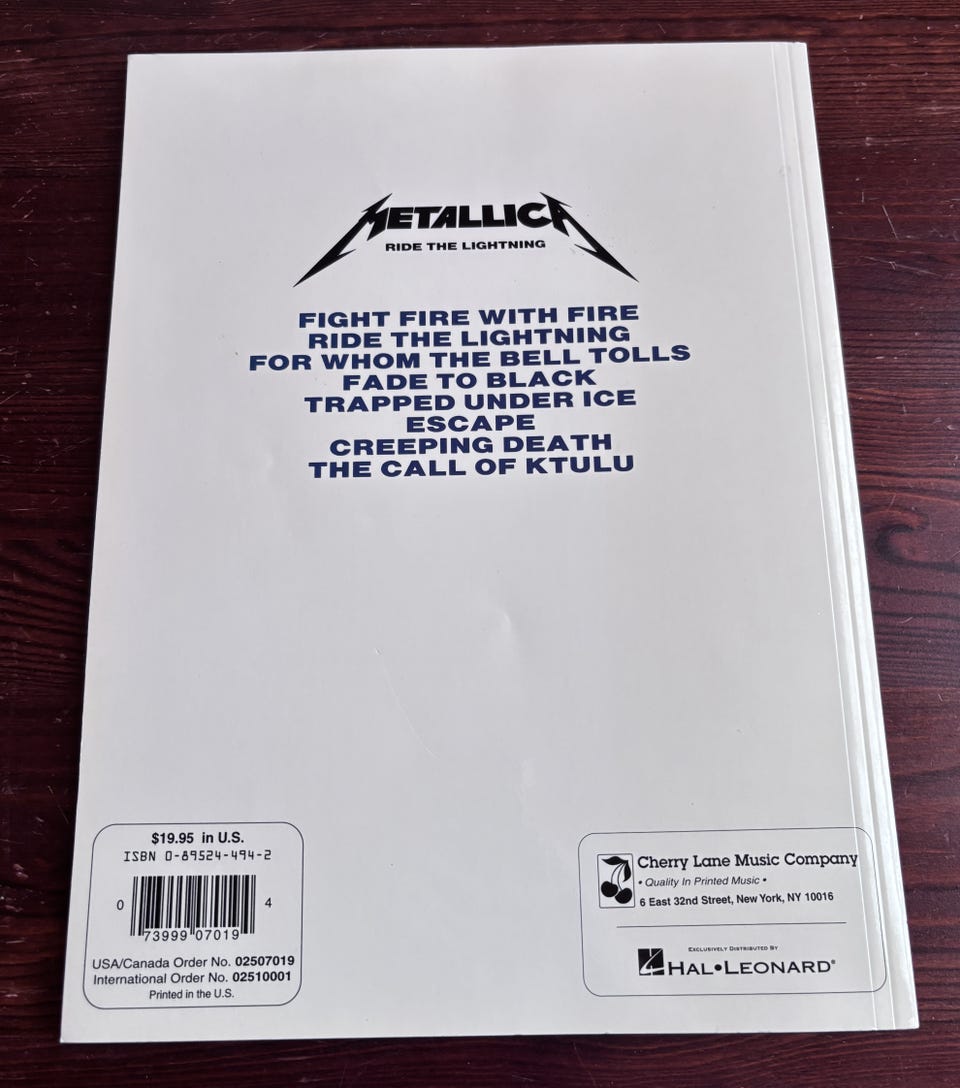 METALLICA
RIDE THE LIGHTNING
FIGHT FIRE WITH FIRE
RIDE THE LIGHTNING
FOR WHOM THE BELL TOLLS
FADE TO BLACK
TRAPPED UNDER ICE
ESCAPE
CREEPING DEATH
THE CALL OF KTULU
$19.95 in U.S.
ISBN 0-89524-494-2
0 73999 07019 4
USA/Canada Order No. 02507019
International Order No. 02510001
Printed in the U.S.
Cherry Lane Music Company
• Quality In Printed Music •
6 East 32nd Street, New York, NY 10016
EXCLUSIVELY DISTRIBUTED BY
HAL•LEONARD®